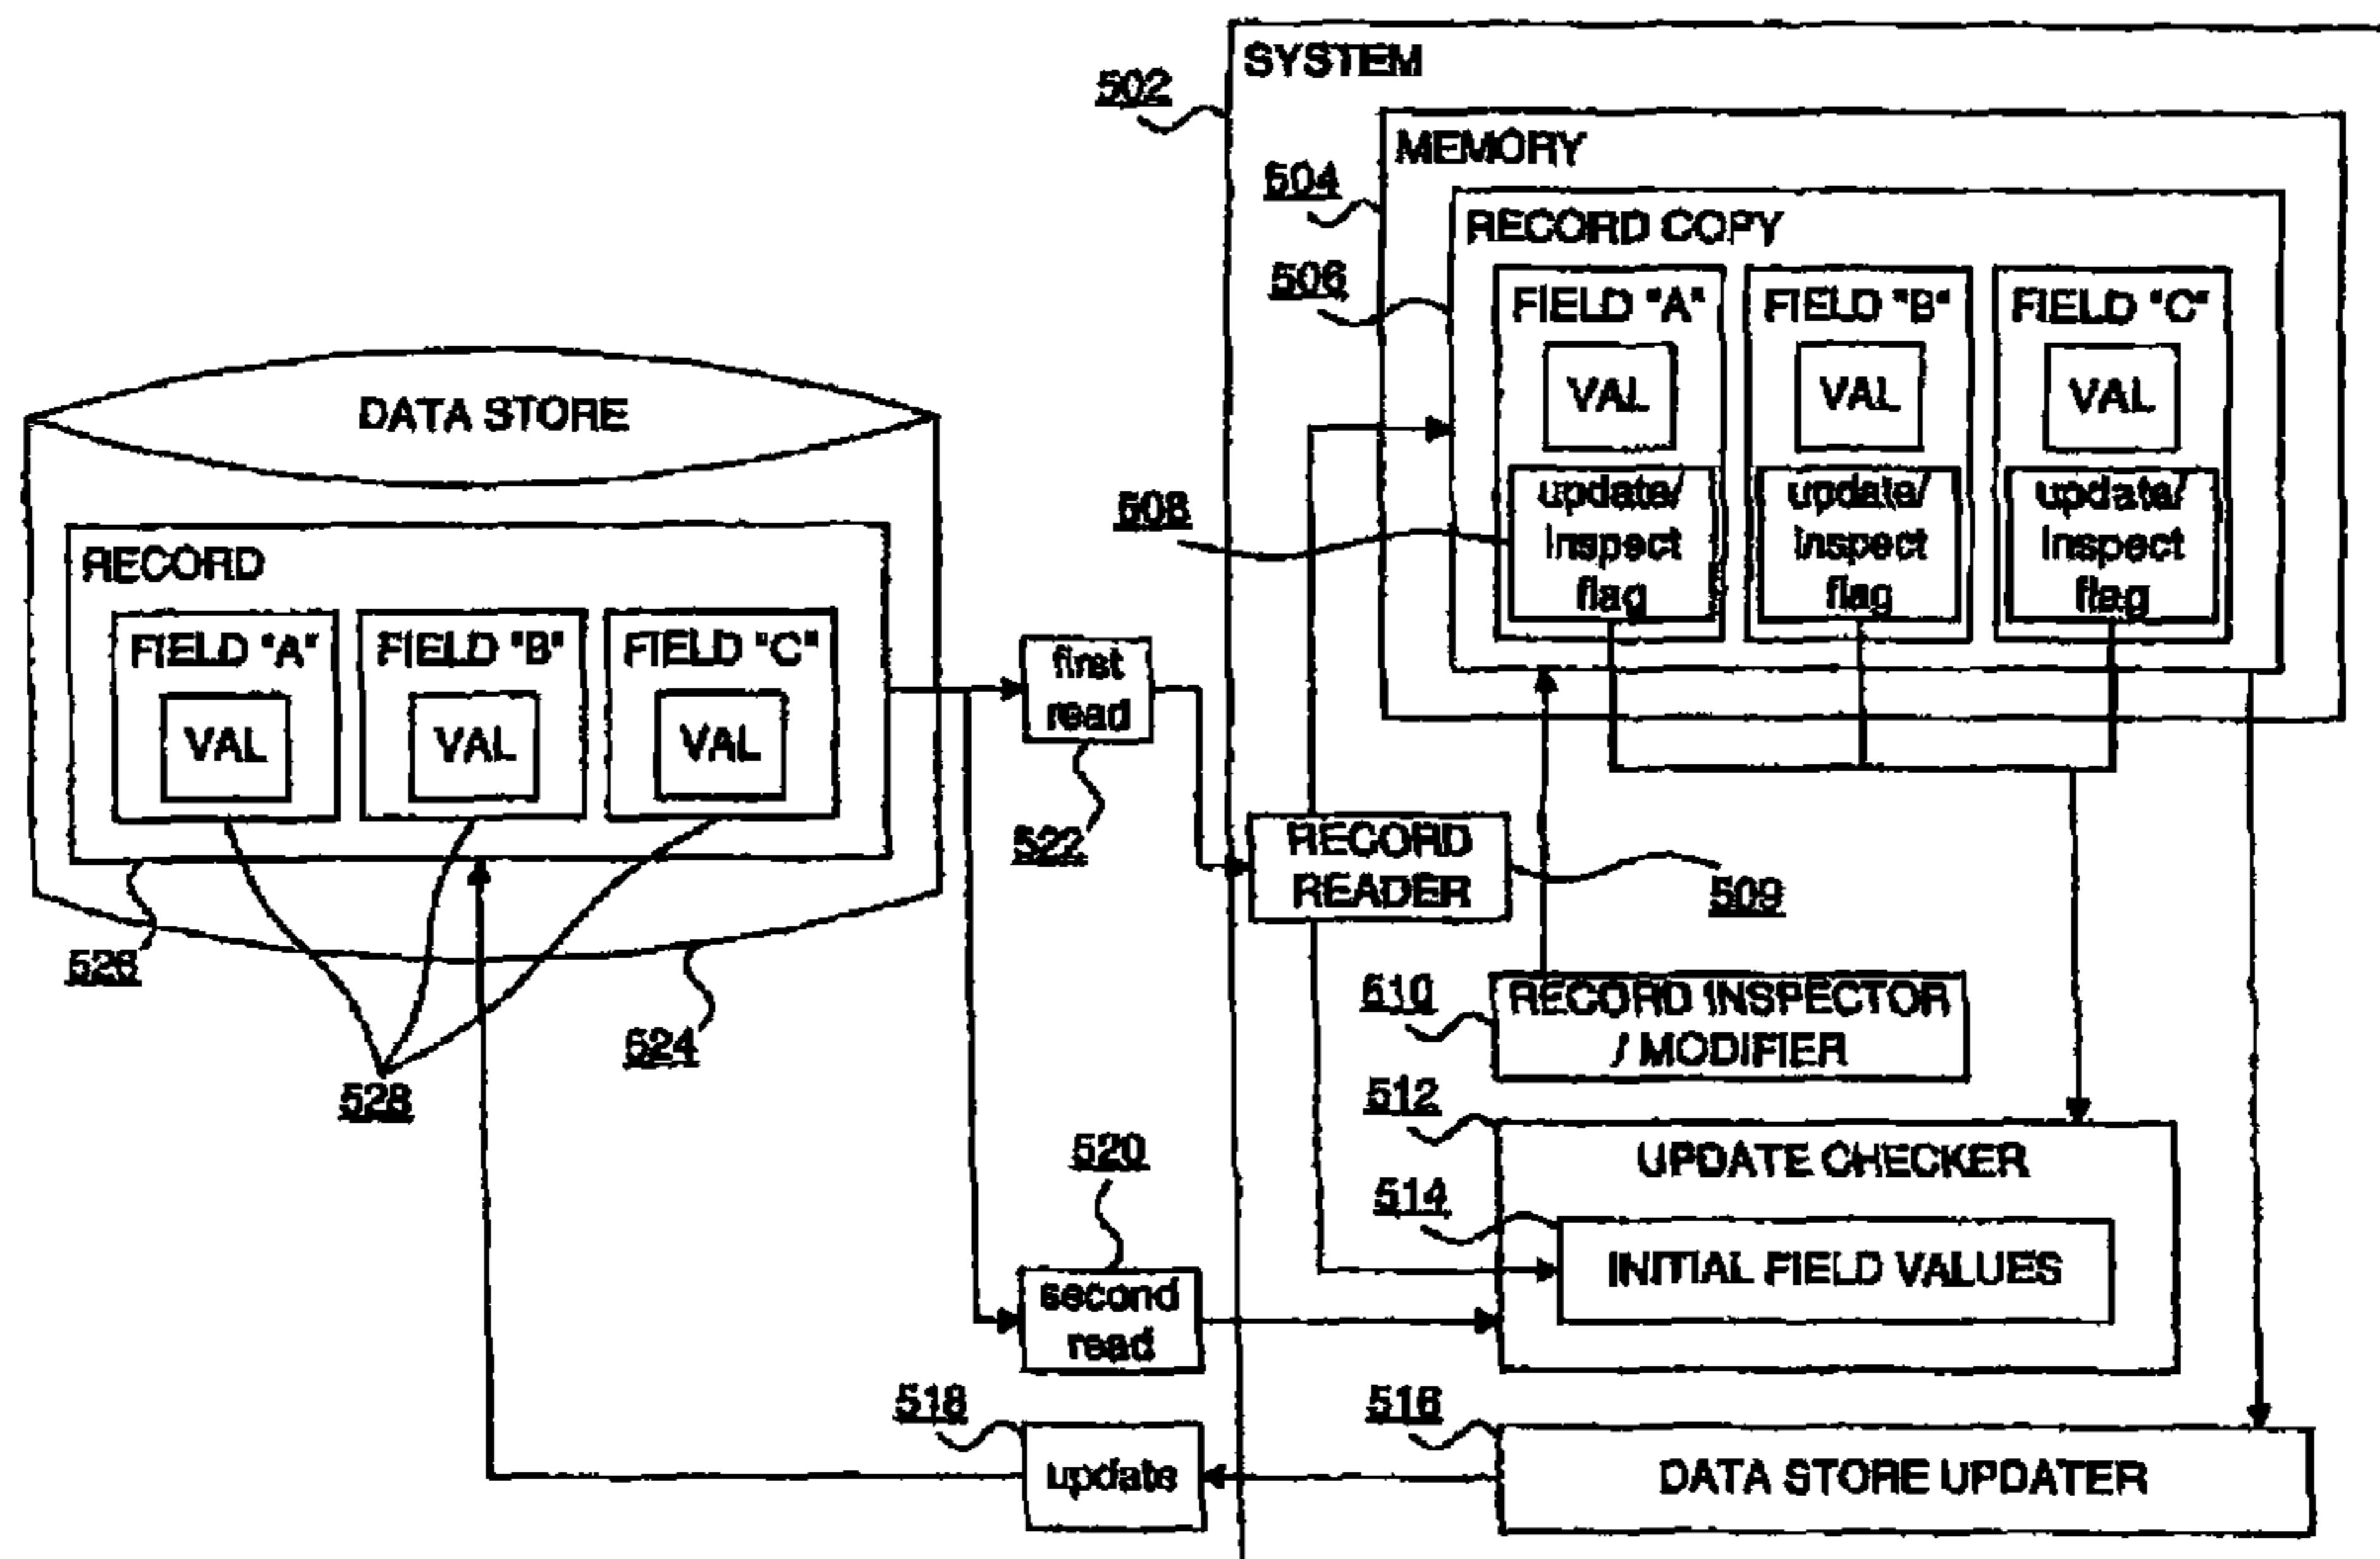 SYSTEM
502
MEMORY
504
RECORD COPY
506
FIELD "A" FIELD "B" FIELD "C"
VAL VAL VAL
508
update/ update/ update/
inspect inspect inspect
flag flag flag
DATA STORE
RECORD
FIELD "A" FIELD "B" FIELD "C"
VAL VAL VAL
first
read
522
RECORD
READER
509
526
524
528
510
RECORD INSPECTOR
/ MODIFIER
512
UPDATE CHECKER
514
INITIAL FIELD VALUES
520
second
read
518
update
516
DATA STORE UPDATER